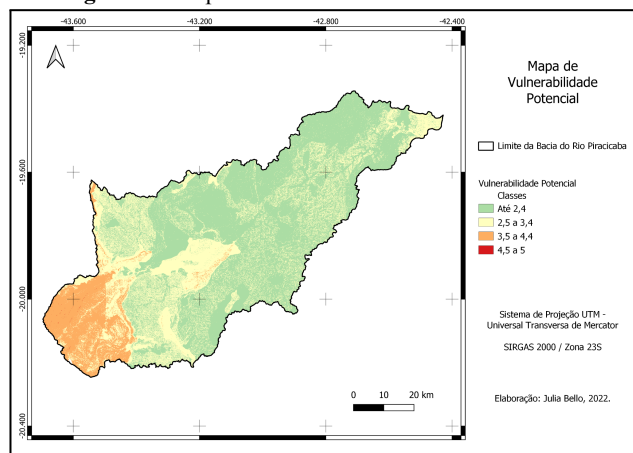 -43.600 -43.200 -42.800 -42.400
-19.200
-19.600
-20.000
-20.400
0 10 20 km
Mapa de
Vulnerabilidade
Potencial
Limite da Bacia do Rio Piracicaba
Vulnerabilidade Potencial
Classes
Até 2,4
2,5 a 3,4
3,5 a 4,4
4,5 a 5
Sistema de Projeção UTM -
Universal Transversa de Mercator
SIRGAS 2000 / Zona 23S
Elaboração: Julia Bello, 2022.